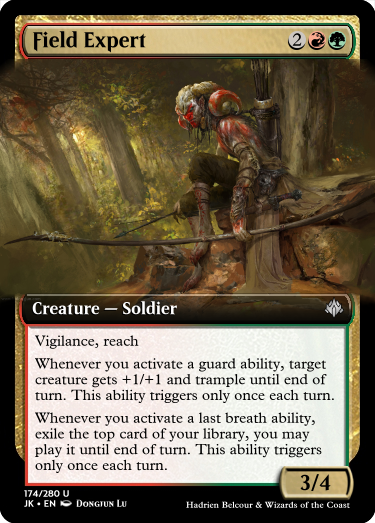 Field Expert 2
Creature — Soldier
Vigilance, reach
Whenever you activate a guard ability, target
creature gets +1/+1 and trample until end of
turn. This ability triggers only once each turn.
Whenever you activate a last breath ability,
exile the top card of your library, you may
play it until end of turn. This ability triggers
only once each turn.
3/4
174/280 U
JK • EN Dongjun Lu
Hadrien Belcour & Wizards of the Coast